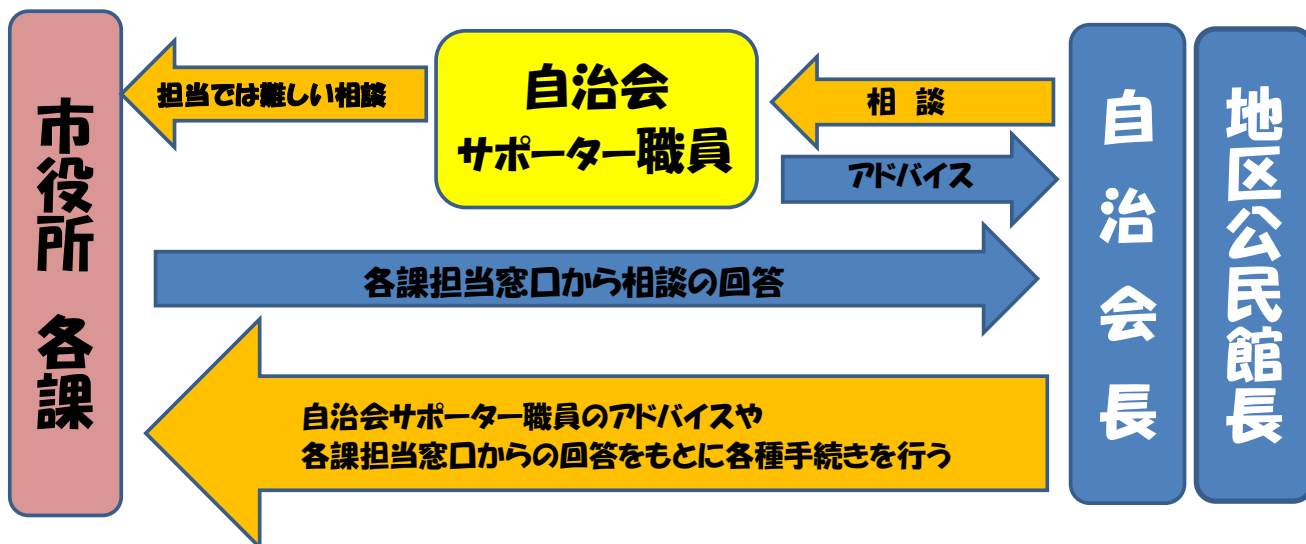 市役所 各課
担当では難しい相談
自治会
サポーター職員
相 談
アドバイス
各課担当窓口から相談の回答
自治会サポーター職員のアドバイスや
各課担当窓口からの回答をもとに各種手続きを行う
自治会長
地区公民館長